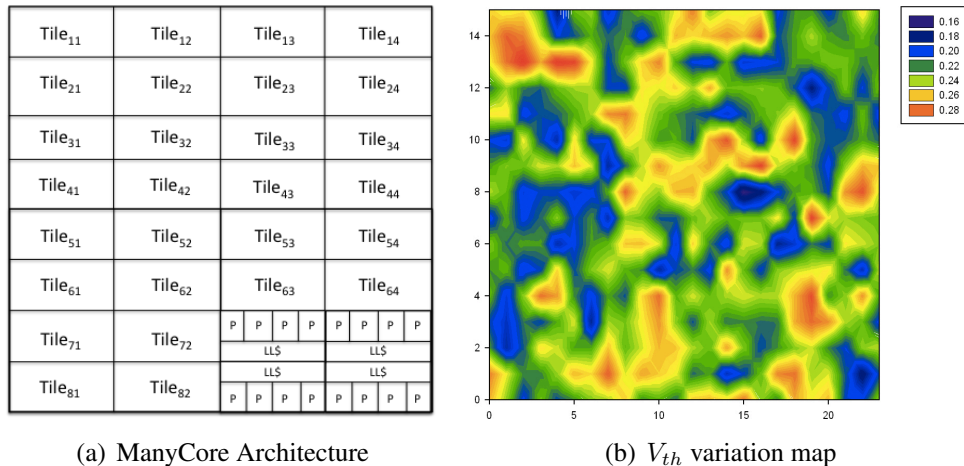 Tile11 Tile12 Tile13 Tile14
Tile21 Tile22 Tile23 Tile24
Tile31 Tile32 Tile33 Tile34
Tile41 Tile42 Tile43 Tile44
Tile51 Tile52 Tile53 Tile54
Tile61 Tile62 Tile63 Tile64
Tile71 Tile72
P P P P P P P P
LL$ LL$
LL$ LL$
Tile81 Tile82
P P P P P P P P
(a) ManyCore Architecture
14
12
10
8
6
4
2
0
0 5 10 15 20
0.16
0.18
0.20
0.22
0.24
0.26
0.28
(b) Vth variation map